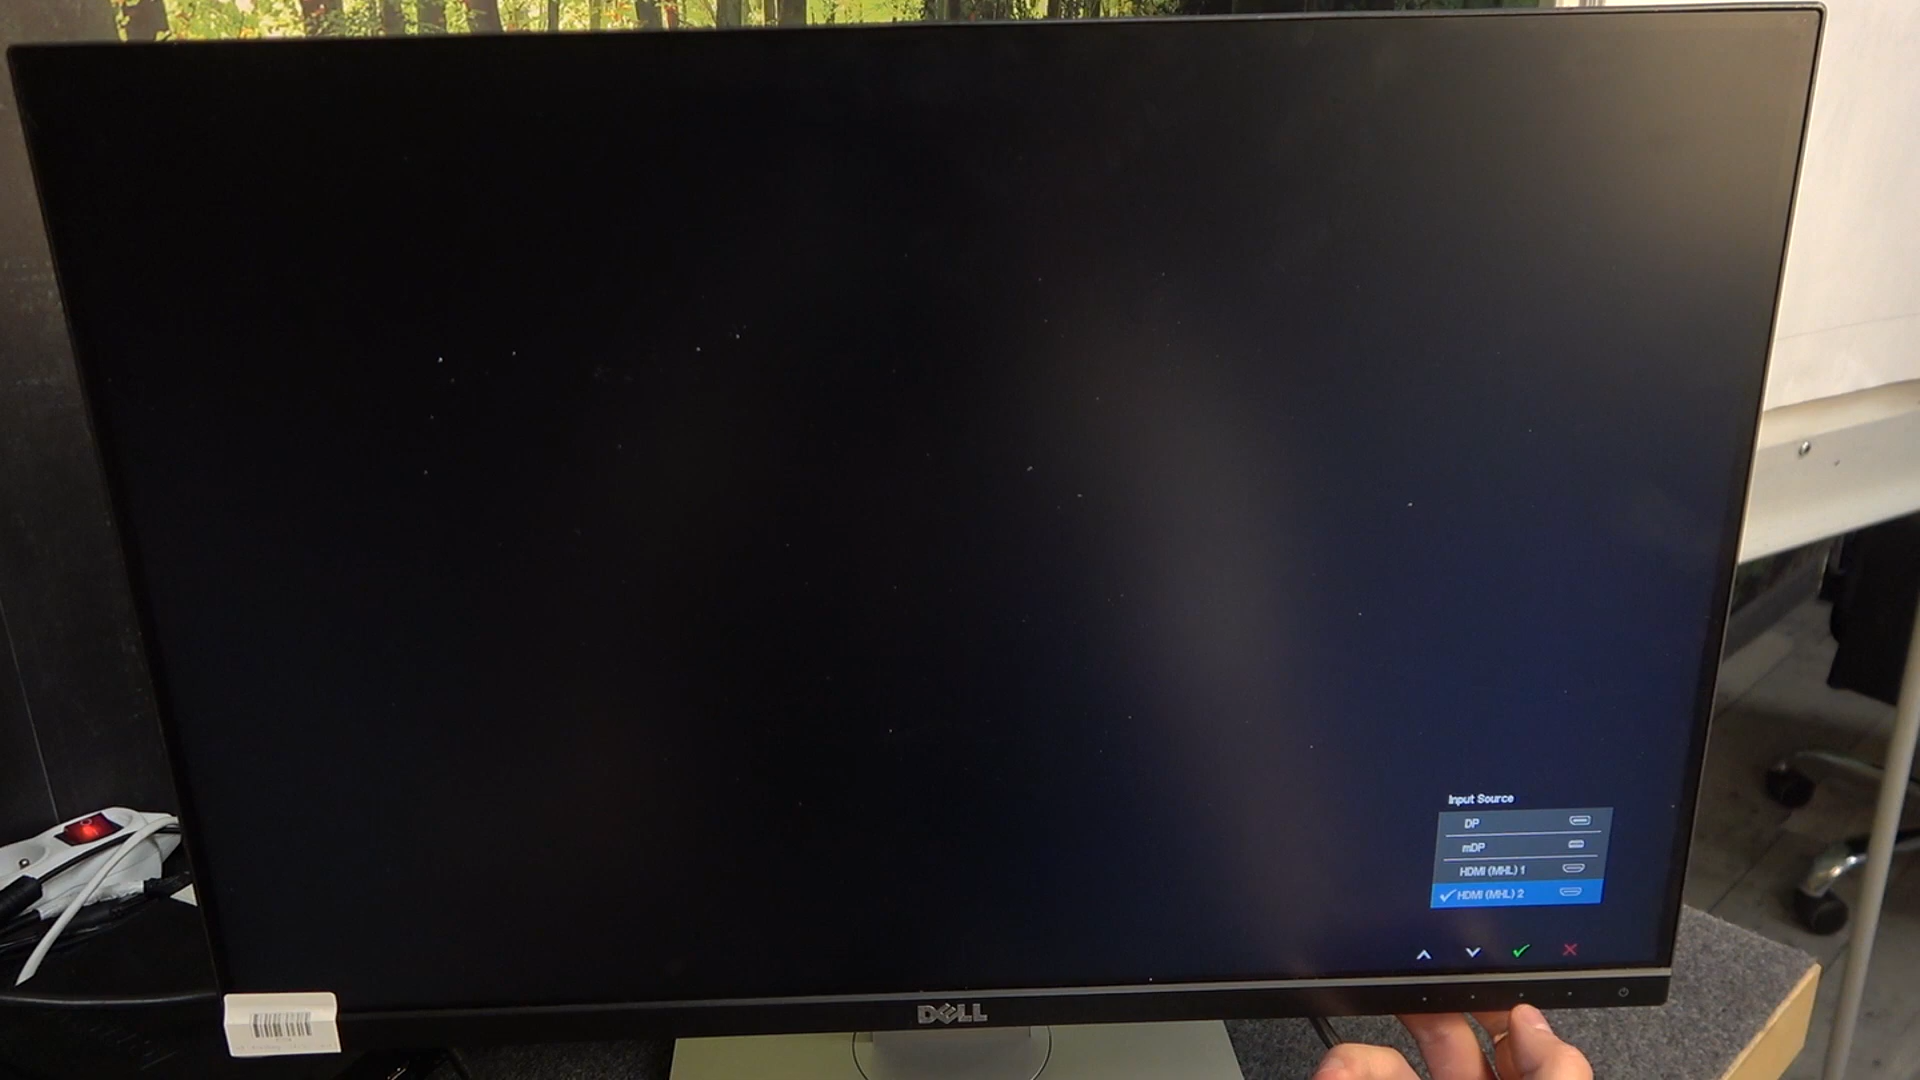 Input Source
DP
mDP
HDMI (MHL) 1
HDMI (MHL) 2
DELL